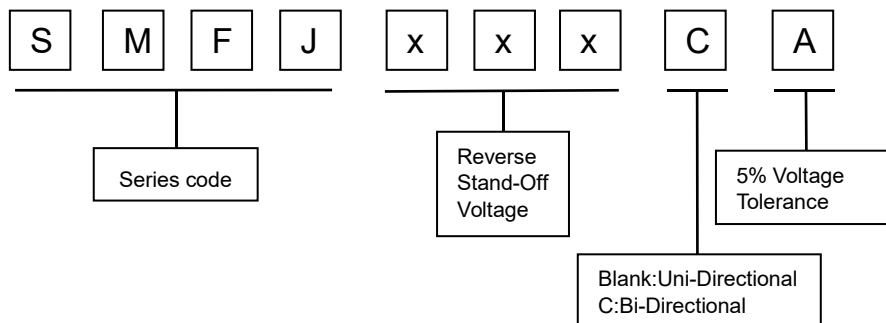 S M F J x x x C A
Series code
Reverse
Stand-Off
Voltage
5% Voltage
Tolerance
Blank:Uni-Directional
C:Bi-Directional